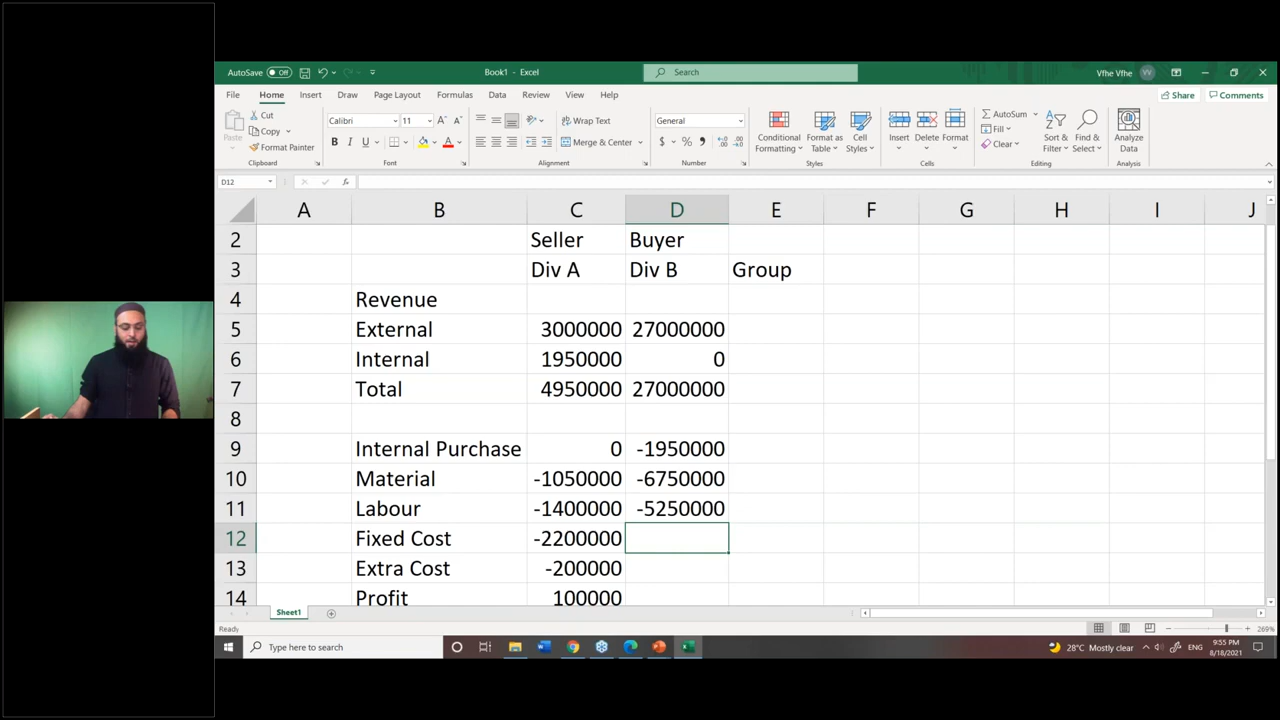 AutoSave Off Book1 - Excel Search Vfhe Vfhe VV
File Home Insert Draw Page Layout Formulas Data Review View Help Share Comments
Cut Calibri 11 A A Wrap Text General AutoSum
Paste Copy Conditional Format as Cell Insert Delete Format Fill Sort & Find & Analyze
Format Painter B I U A Merge & Center $ % Formatting Table Styles Clear Filter Select Data
Clipboard Font Alignment Number Styles Cells Editing Analysis
D12 fx
A B C D E F G H I J
2 Seller Buyer
3 Div A Div B Group
4 Revenue
5 External 3000000 27000000
6 Internal 1950000 0
7 Total 4950000 27000000
8
9 Internal Purchase 0 -1950000
10 Material -1050000 -6750000
11 Labour -1400000 -5250000
12 Fixed Cost -2200000
13 Extra Cost -200000
14 Profit 100000
Sheet1
Ready 269%
Type here to search 28°C Mostly clear ENG 9:55 PM
8/18/2021